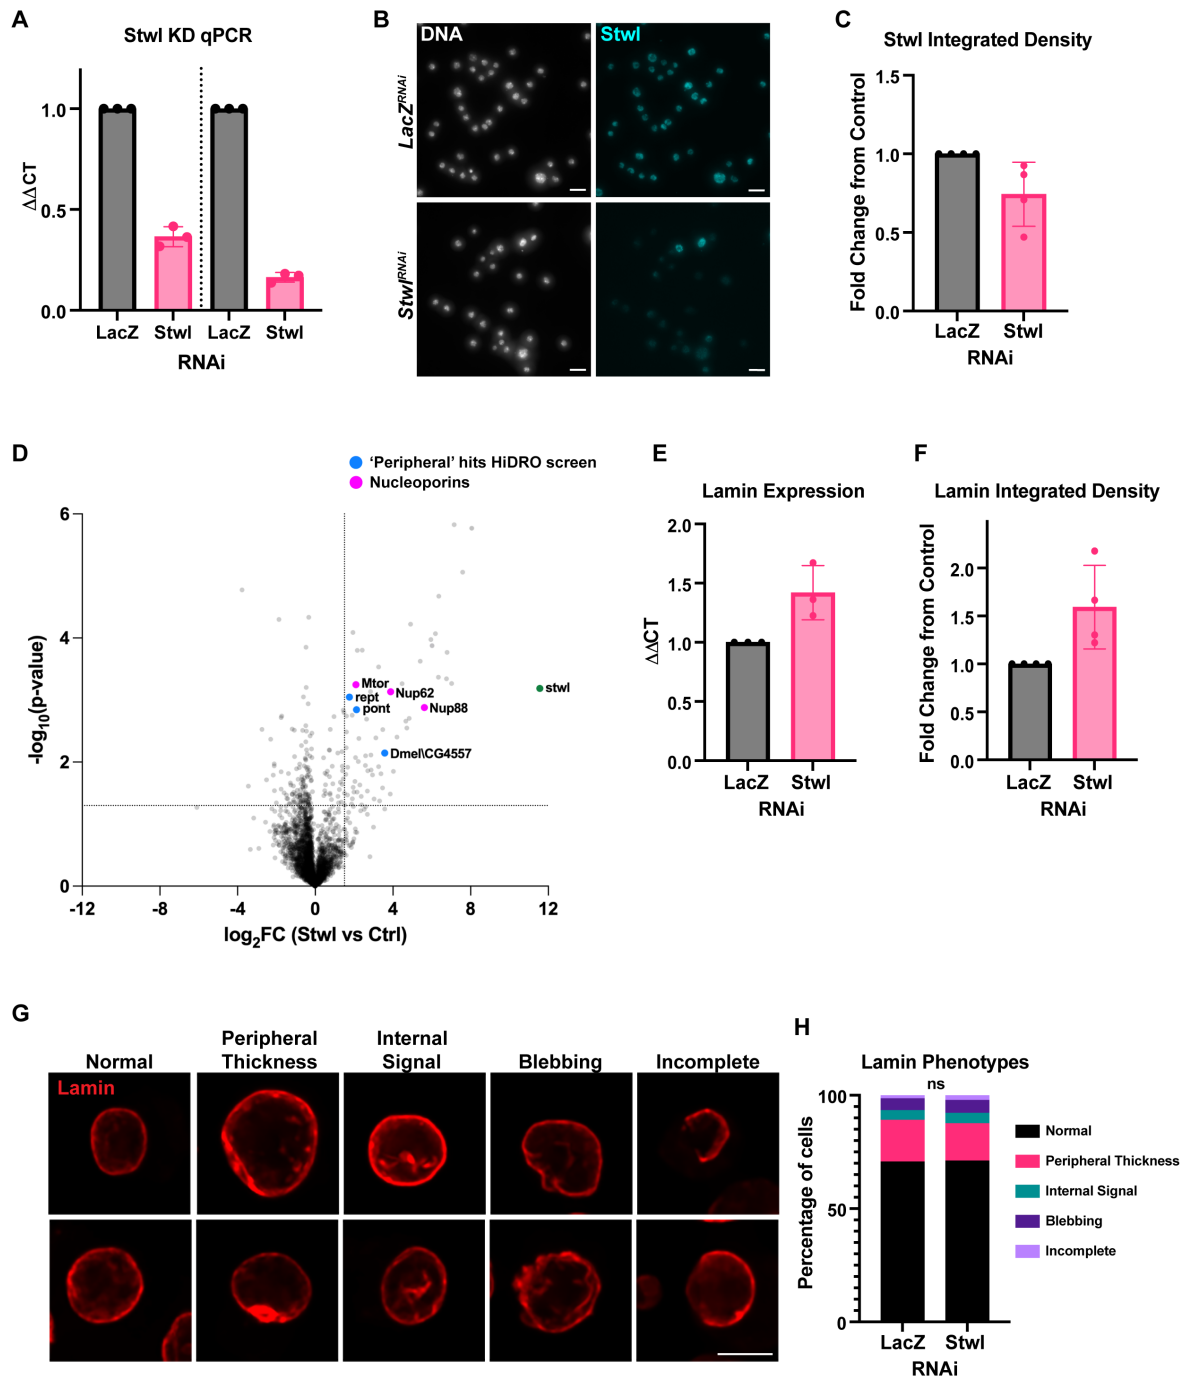 A
Stwl KD qPCR
ΔΔCT
1.0
0.5
0.0
LacZ Stwl LacZ Stwl
RNAi
B
DNA Stwl
LacZRNAi
StwlRNAi
C
Stwl Integrated Density
Fold Change from Control
1.5
1.0
0.5
0.0
LacZ Stwl
RNAi
D
‘Peripheral’ hits HiDRO screen
Nucleoporins
-log10(p-value)
6
4
2
0
Mtor
rept
pont
Nup62
Nup88
stwl
Dmel\CG4557
-12 -8 -4 0 4 8 12
log2FC (Stwl vs Ctrl)
E
Lamin Expression
ΔΔCT
2.0
1.5
1.0
0.5
0.0
LacZ Stwl
RNAi
F
Lamin Integrated Density
Fold Change from Control
2.0
1.5
1.0
0.5
0.0
LacZ Stwl
RNAi
G
Normal
Peripheral
Thickness
Internal
Signal
Blebbing
Incomplete
Lamin
H
Lamin Phenotypes
ns
Percentage of cells
100
50
0
LacZ Stwl
RNAi
Normal
Peripheral Thickness
Internal Signal
Blebbing
Incomplete